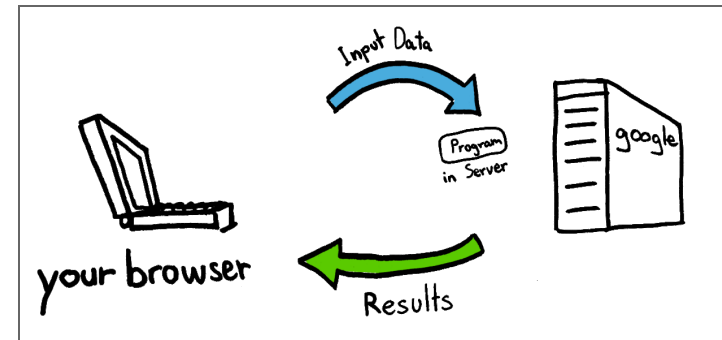 Input Data
Program
in Server
google
your browser
Results